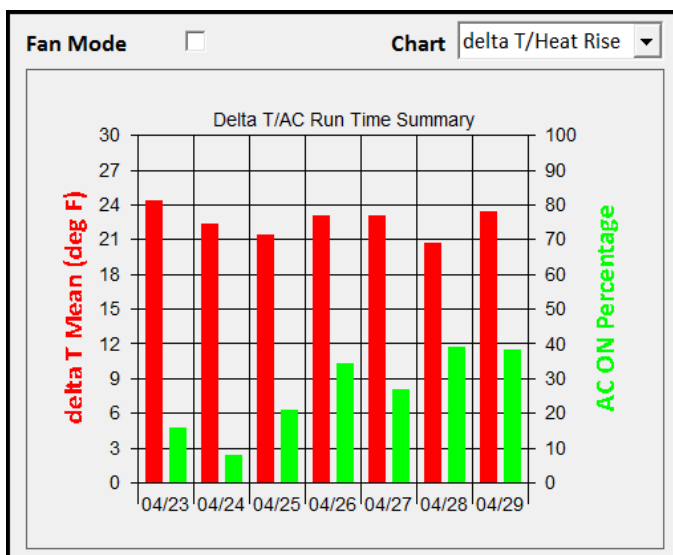 Fan Mode
Chart delta T/Heat Rise
Delta T/AC Run Time Summary
30 100
27 90
24 80
21 70
18 60
15 50
12 40
9 30
6 20
3 10
0 0
delta T Mean (deg F)
AC ON Percentage
04/23 04/24 04/25 04/26 04/27 04/28 04/29